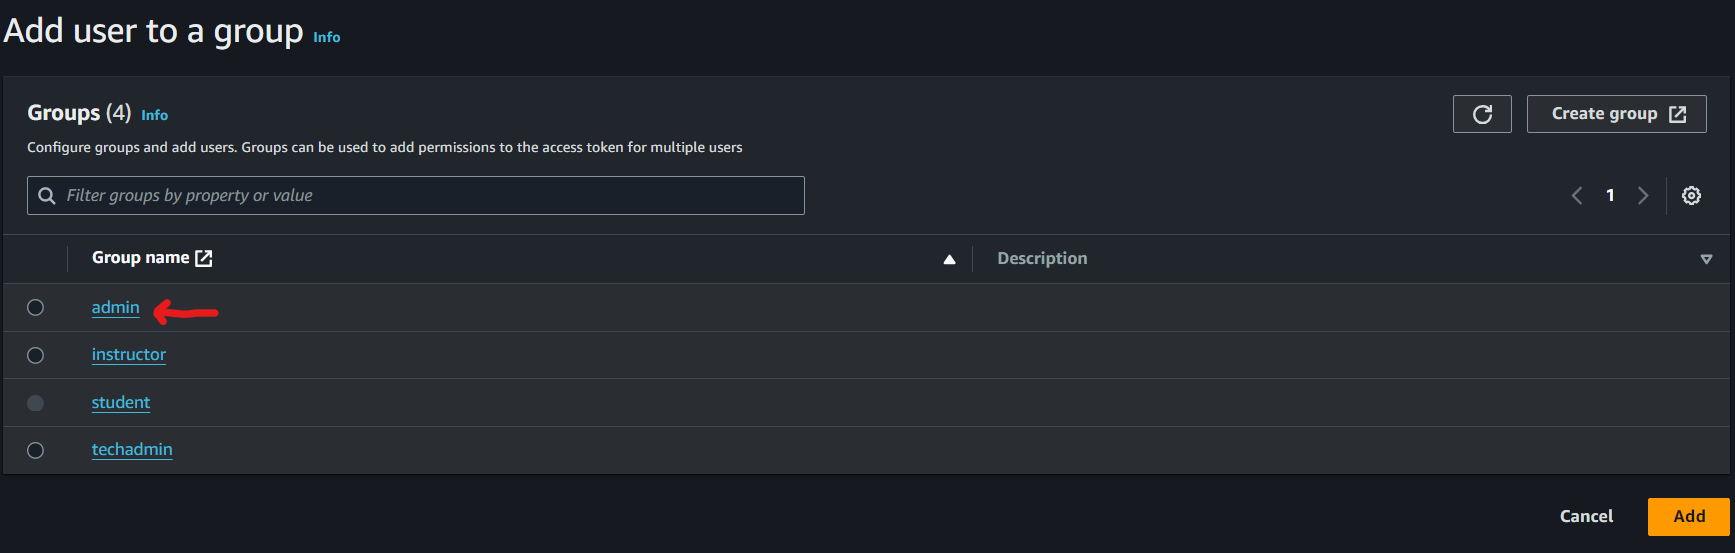 Add user to a group Info
Groups (4) Info
Create group
Configure groups and add users. Groups can be used to add permissions to the access token for multiple users
Filter groups by property or value
1
Group name
Description
admin
instructor
student
techadmin
Cancel
Add